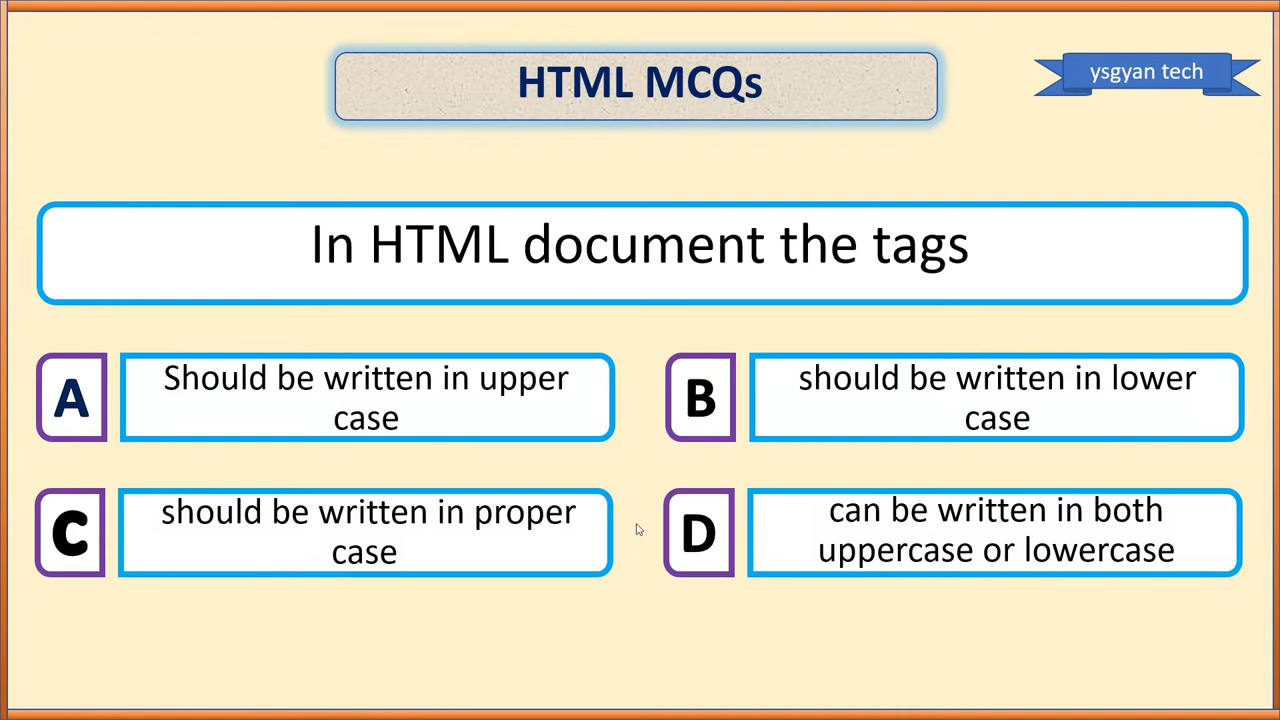 HTML MCQs
ysgyan tech
In HTML document the tags
A
Should be written in upper
case
B
should be written in lower
case
C
should be written in proper
case
D
can be written in both
uppercase or lowercase